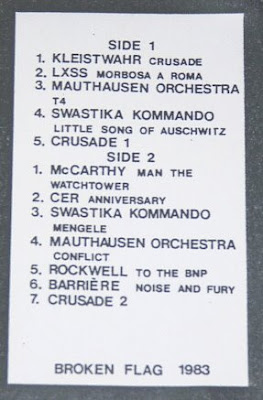 SIDE 1
1. KLEISTWAHR CRUSADE
2. LXSS MORBOSA A ROMA
3. MAUTHAUSEN ORCHESTRA
T4
4. SWASTIKA KOMMANDO
LITTLE SONG OF AUSCHWITZ
5. CRUSADE 1
SIDE 2
1. McCARTHY MAN THE
WATCHTOWER
2. CER ANNIVERSARY
3. SWASTIKA KOMMANDO
MENGELE
4. MAUTHAUSEN ORCHESTRA
CONFLICT
5. ROCKWELL TO THE BNP
6. BARRIÈRE NOISE AND FURY
7. CRUSADE 2
BROKEN FLAG 1983